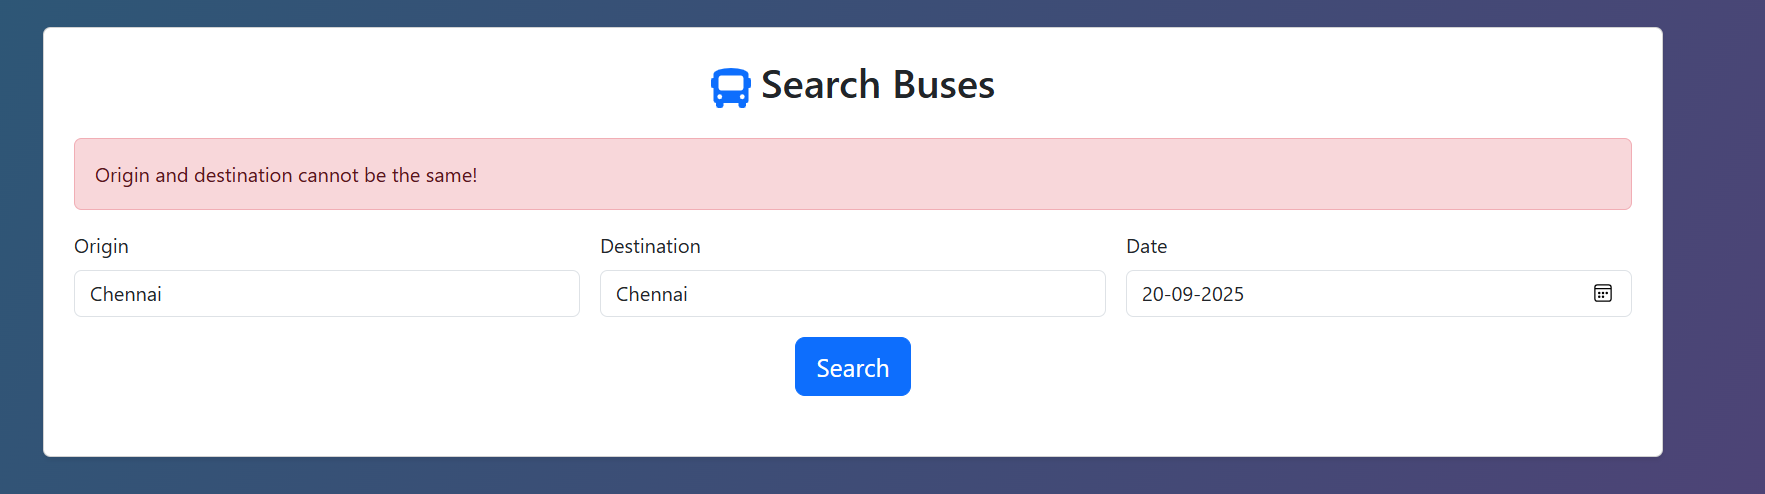 Search Buses
Origin and destination cannot be the same!
Origin
Destination
Date
Chennai
Chennai
20-09-2025
Search